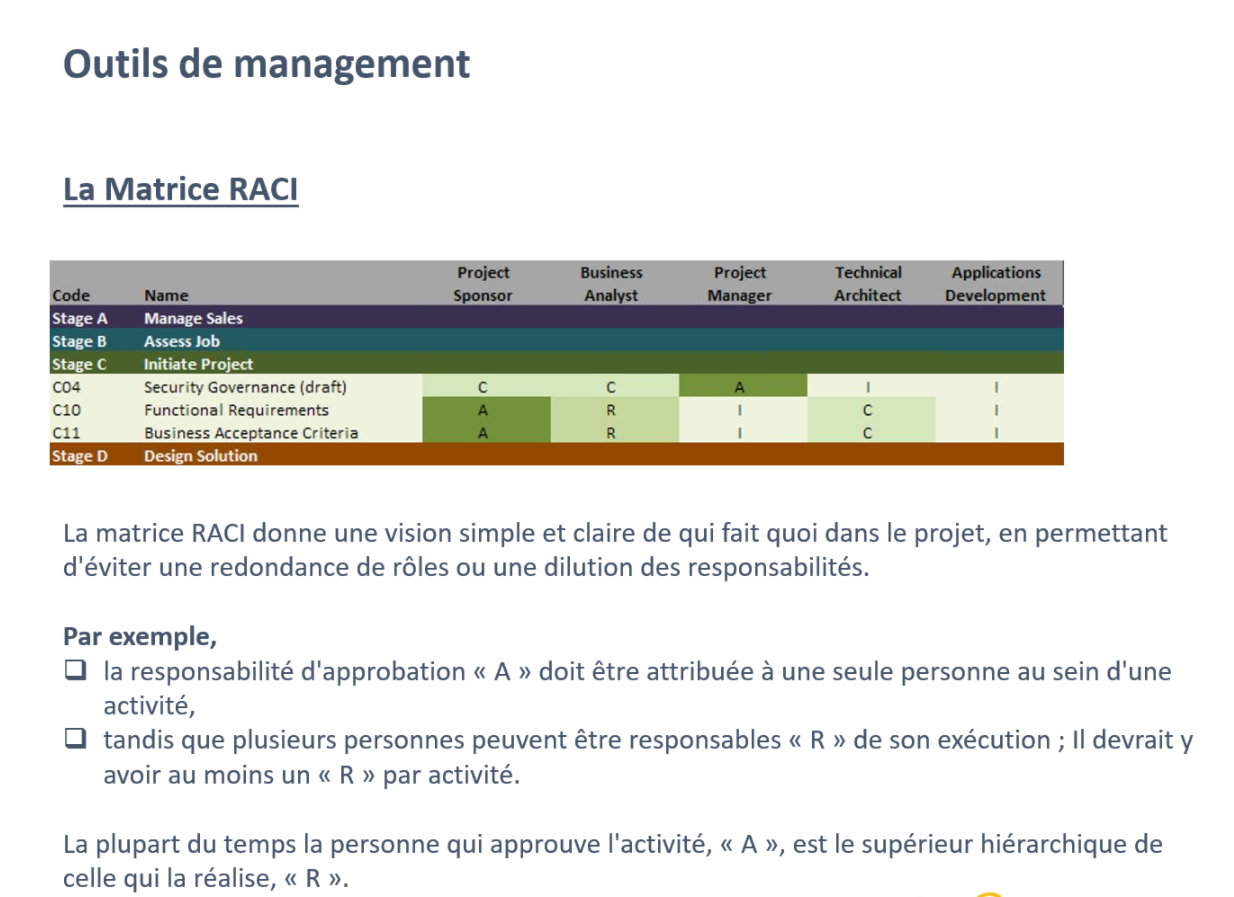 Outils de management
La Matrice RACI
Project Business Project Technical Applications
Code Name Sponsor Analyst Manager Architect Development
Stage A Manage Sales
Stage B Assess Job
Stage C Initiate Project
C04 Security Governance (draft) C C A I I
C10 Functional Requirements A R I C I
C11 Business Acceptance Criteria A R I C I
Stage D Design Solution
La matrice RACI donne une vision simple et claire de qui fait quoi dans le projet, en permettant
d'éviter une redondance de rôles ou une dilution des responsabilités.
Par exemple,
❑ la responsabilité d'approbation « A » doit être attribuée à une seule personne au sein d'une
activité,
❑ tandis que plusieurs personnes peuvent être responsables « R » de son exécution ; Il devrait y
avoir au moins un « R » par activité.
La plupart du temps la personne qui approuve l'activité, « A », est le supérieur hiérarchique de
celle qui la réalise, « R ».